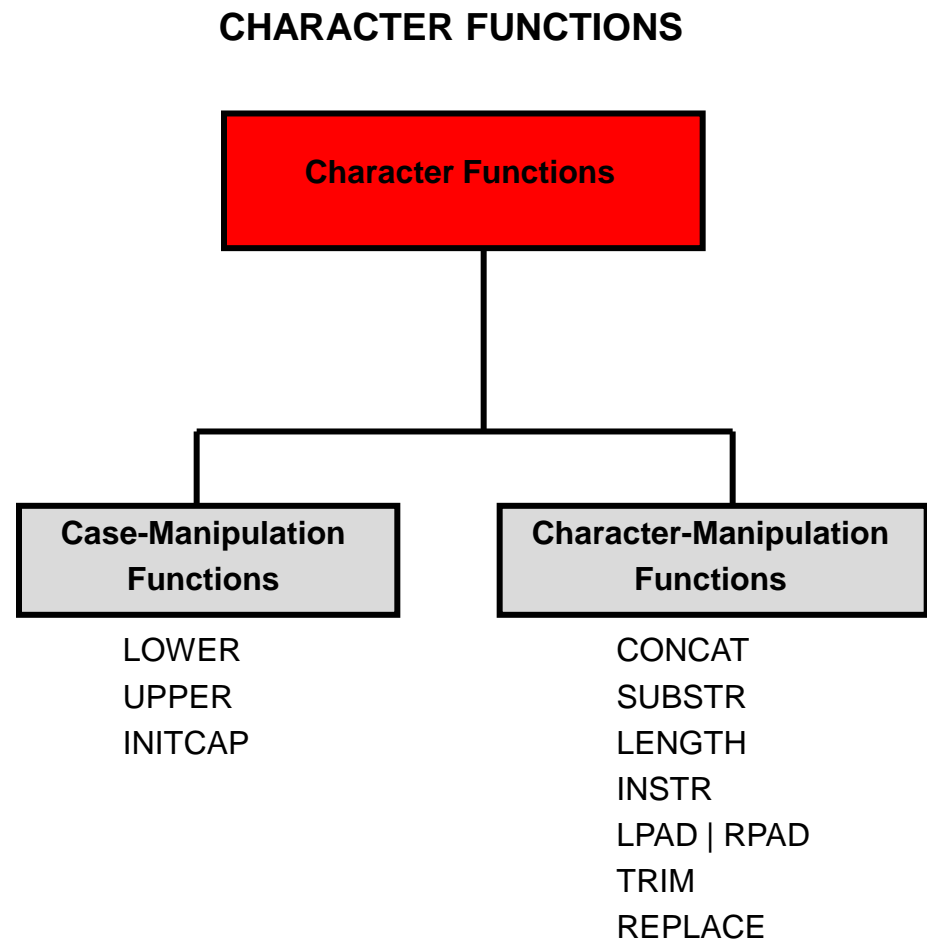 CHARACTER FUNCTIONS
Character Functions
Case-Manipulation
Functions
LOWER
UPPER
INITCAP
Character-Manipulation
Functions
CONCAT
SUBSTR
LENGTH
INSTR
LPAD | RPAD
TRIM
REPLACE